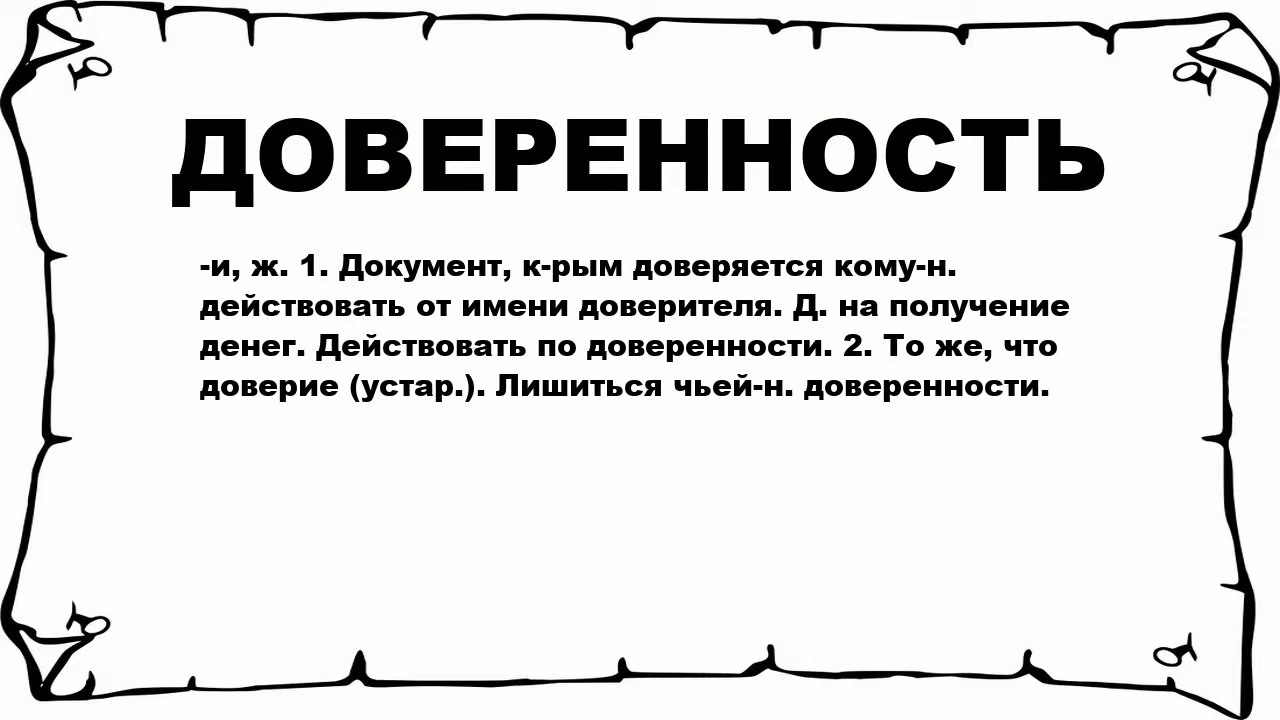 ДОВЕРЕННОСТЬ
-и, ж. 1. Документ, к-рым доверяется кому-н.
действовать от имени доверителя. Д. на получение
денег. Действовать по доверенности. 2. То же, что
доверие (устар.). Лишиться чьей-н. доверенности.